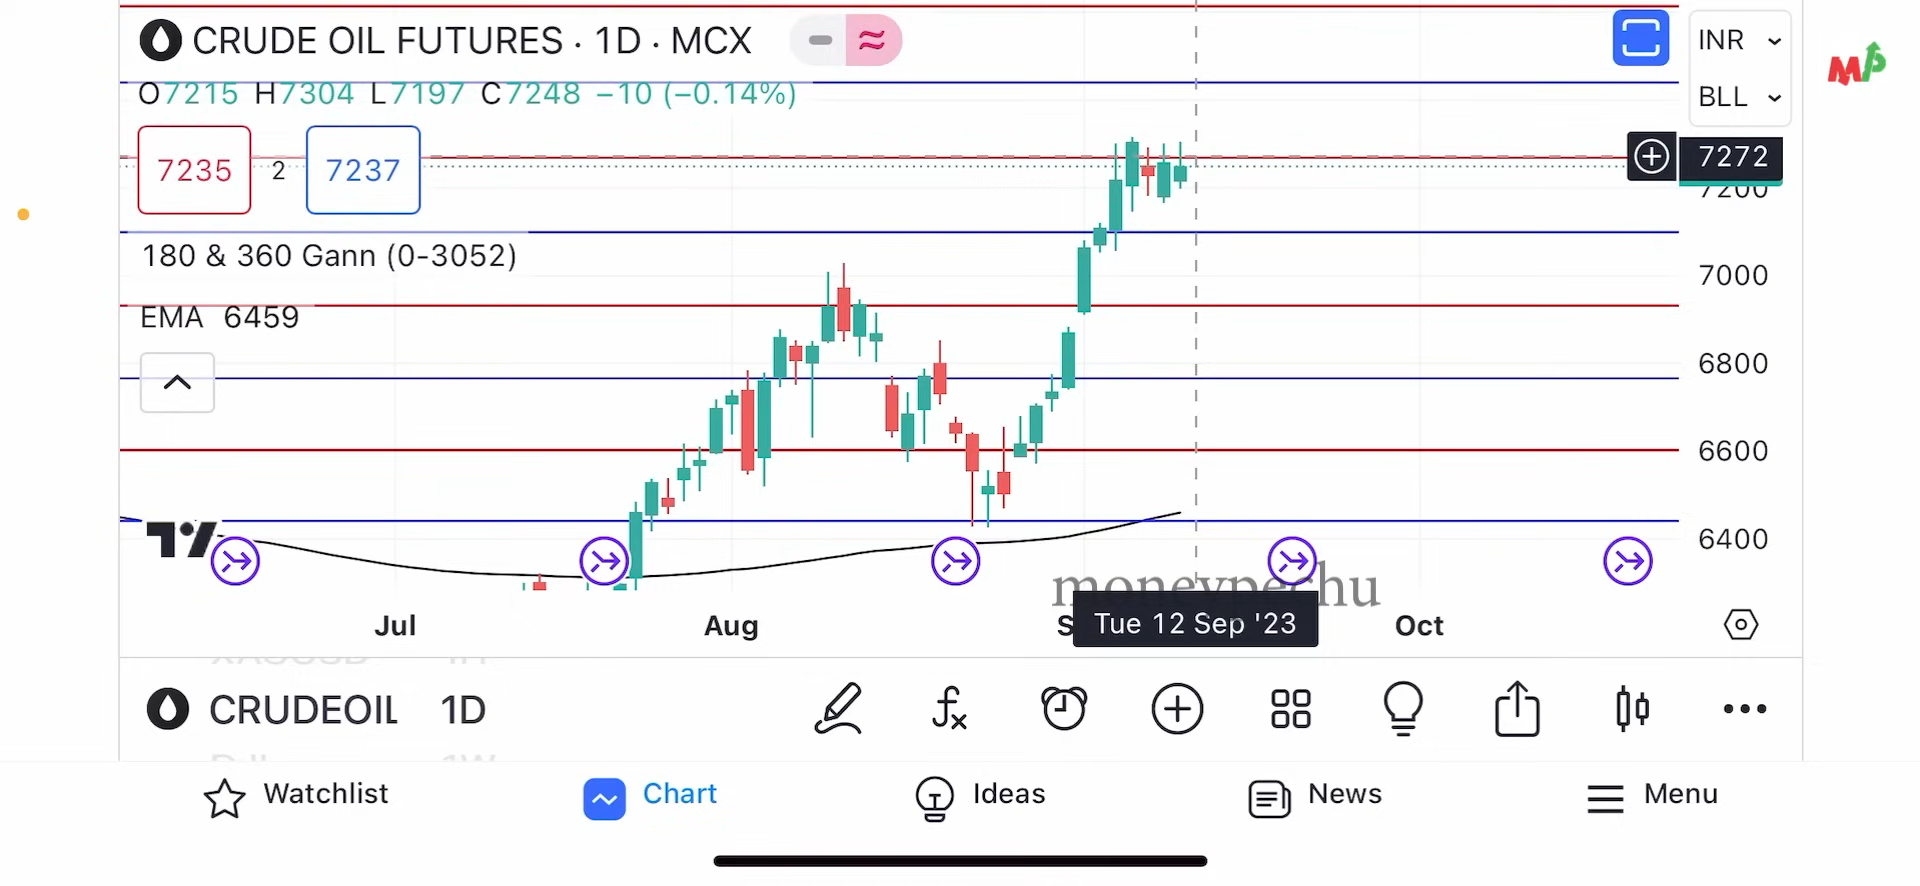 CRUDE OIL FUTURES · 1D · MCX
INR
BLL
MP
O7215 H7304 L7197 C7248 −10 (−0.14%)
7235
2
7237
7272
7200
180 & 360 Gann (0-3052)
7000
EMA 6459
6800
6600
6400
moneypechu
Jul
Aug
Tue 12 Sep '23
Oct
CRUDEOIL 1D
Watchlist
Chart
Ideas
News
Menu